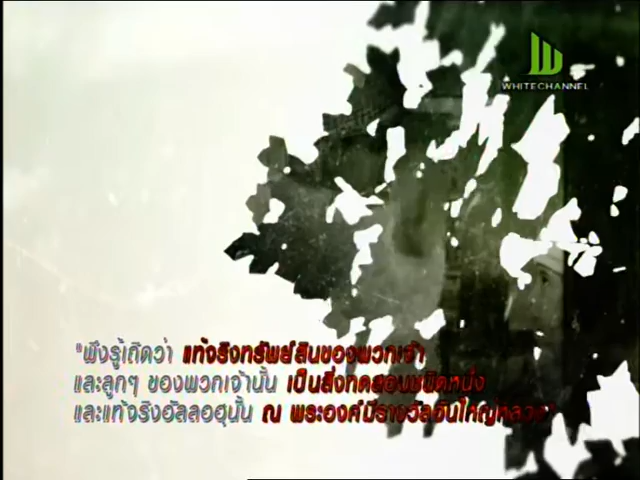 WHITECHANNEL
"พึงรู้เถิดว่า แท้จริงทรัพย์สินของพวกเจ้า
และลูกๆ ของพวกเจ้านั้น เป็นสิ่งทดสอบชนิดหนึ่ง
และแท้จริงอัลลอฮุนั้น ณ พระองค์มีรางวัลอันใหญ่หลวง"